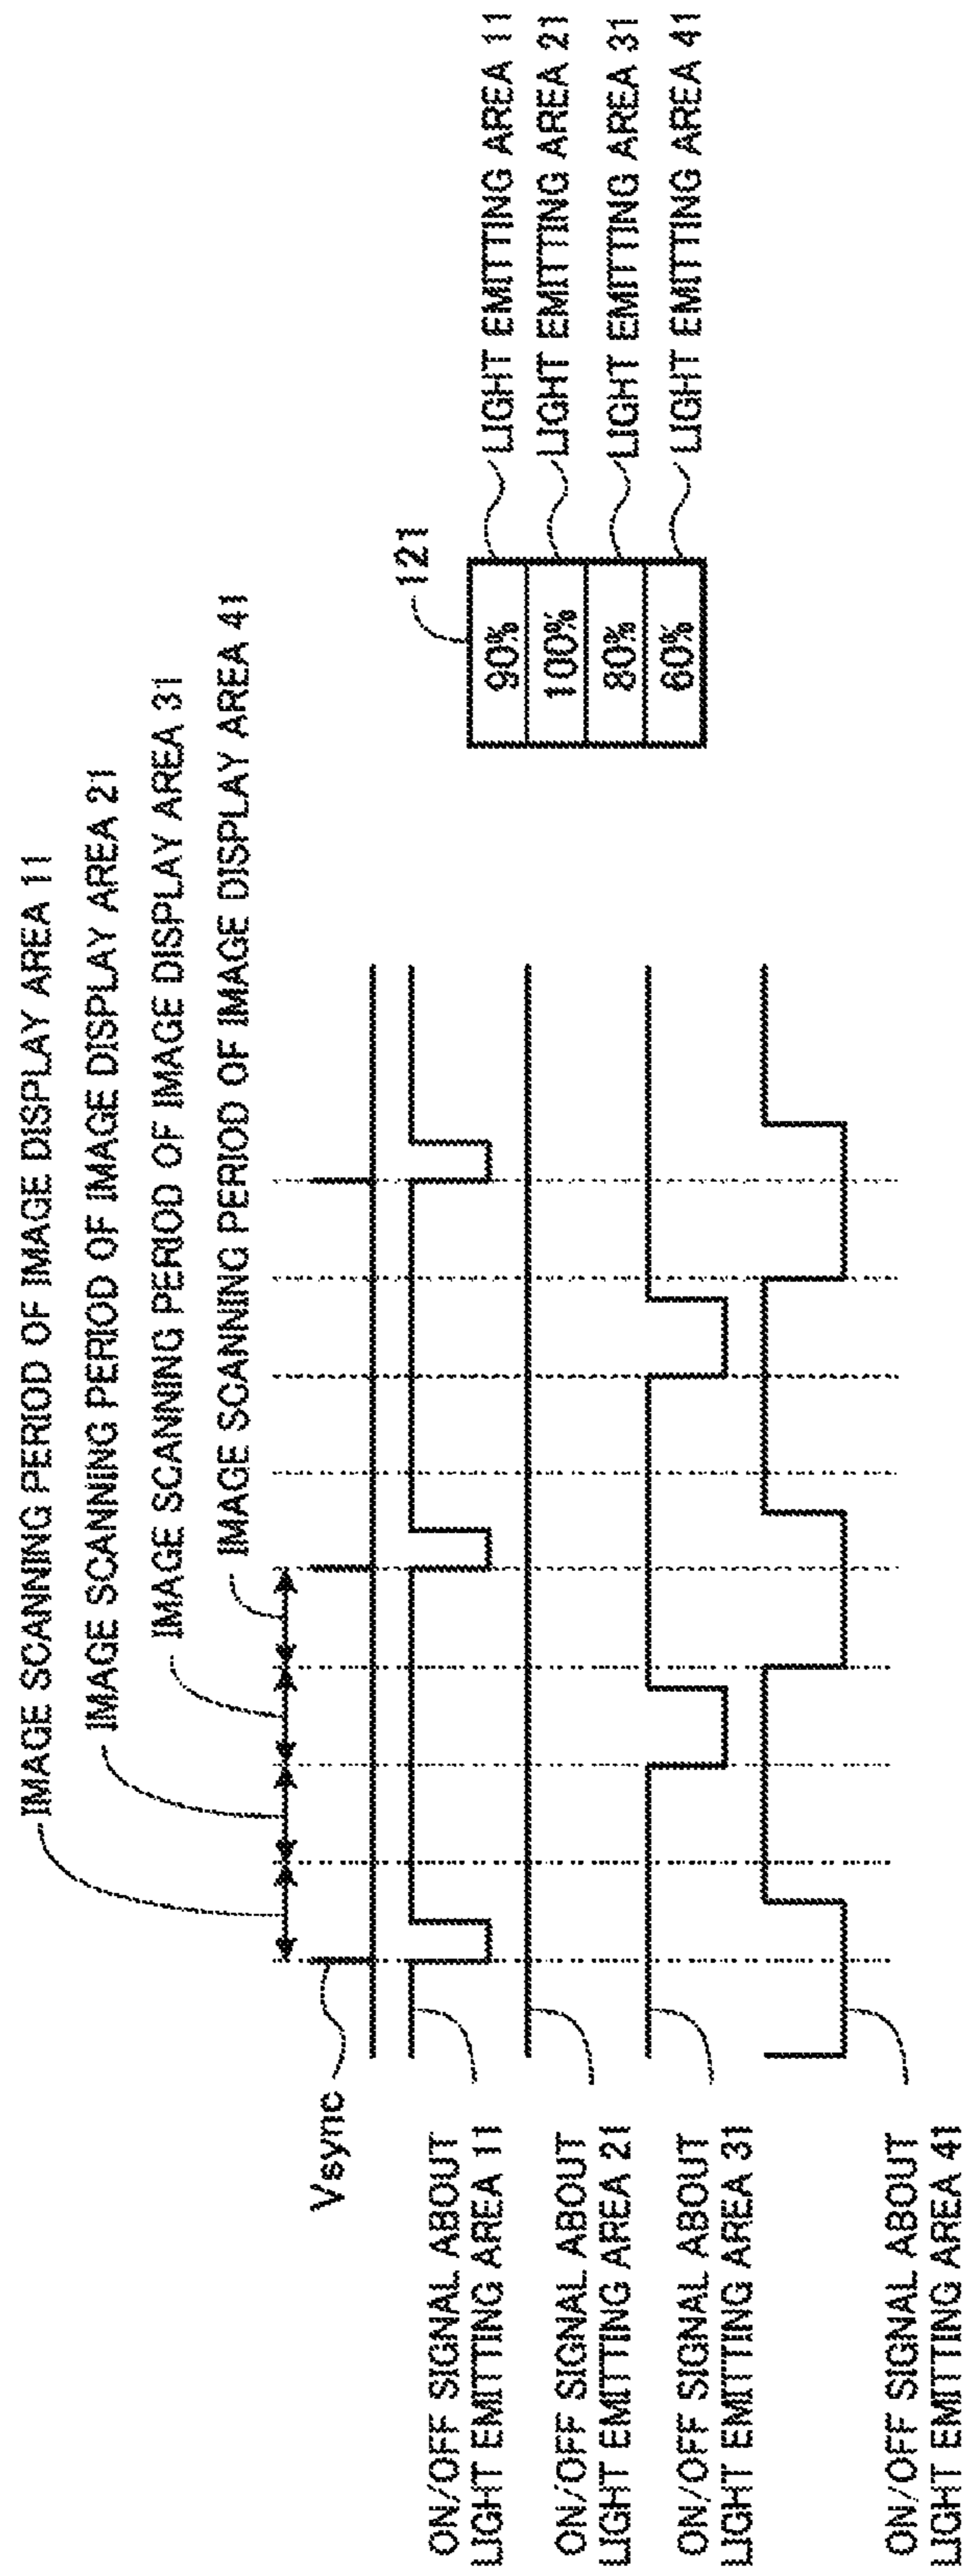 IMAGE SCANNING PERIOD OF IMAGE DISPLAY AREA 11
IMAGE SCANNING PERIOD OF IMAGE DISPLAY AREA 21
IMAGE SCANNING PERIOD OF IMAGE DISPLAY AREA 31
IMAGE SCANNING PERIOD OF IMAGE DISPLAY AREA 41
Vsync
ON/OFF SIGNAL ABOUT
LIGHT EMITTING AREA 11
ON/OFF SIGNAL ABOUT
LIGHT EMITTING AREA 21
ON/OFF SIGNAL ABOUT
LIGHT EMITTING AREA 31
ON/OFF SIGNAL ABOUT
LIGHT EMITTING AREA 41
121
90% LIGHT EMITTING AREA 11
100% LIGHT EMITTING AREA 21
80% LIGHT EMITTING AREA 31
60% LIGHT EMITTING AREA 41